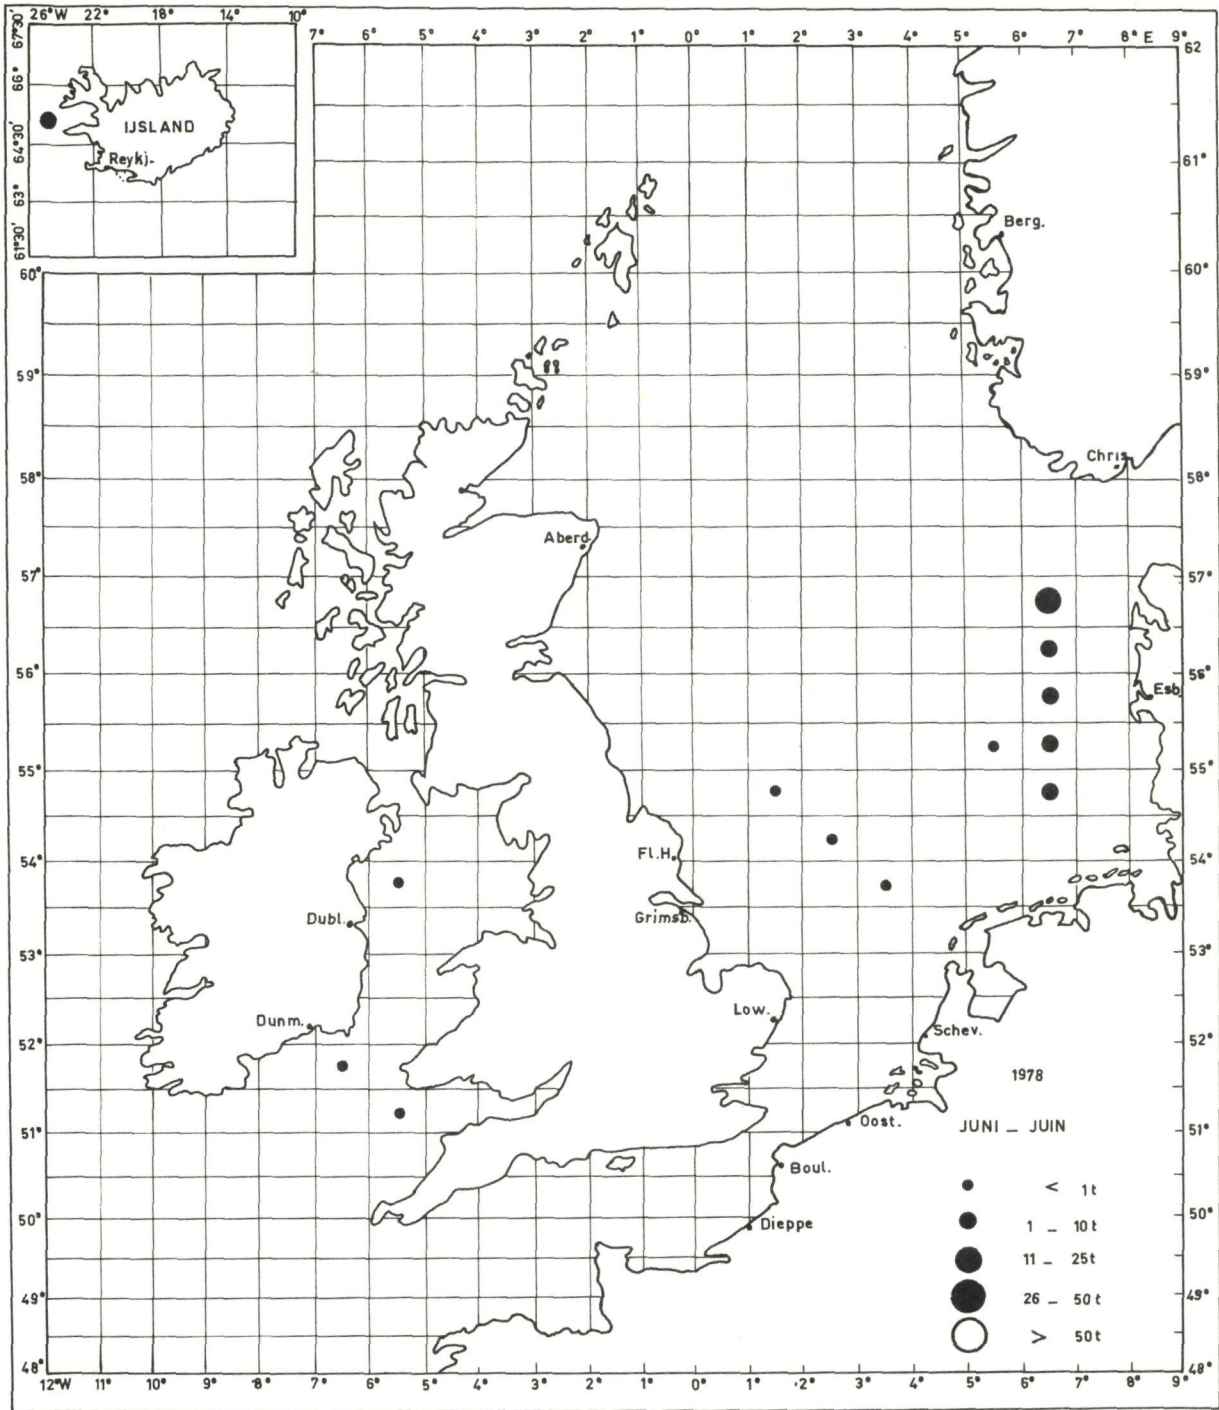 26°W 22° 18° 14° 10°
67°30'
66°
64°30'
63°
61°30'
IJSLAND
Reykj.
7° 6° 5° 4° 3° 2° 1° 0° 1° 2° 3° 4° 5° 6° 7° 8° E 9°
62
61°
60°
59°
58°
57°
56°
55°
54°
53°
52°
51°
50°
49°
48°
60°
59°
58°
57°
56°
55°
54°
53°
52°
51°
50°
49°
48°
12°W 10° 9° 8° 7° 6° 5° 4° 3° 2° 1° 0° 1° 2° 3° 4° 5° 6° 7° 8° 9°
Berg.
Chris
Aberd.
Esb.
Fl.H.
Grimsb.
Dubl.
Dunm.
Low.
Schev.
Oost.
Boul.
Dieppe
1978
JUNI _ JUIN
< 1t
1 _ 10t
11 _ 25t
26 _ 50t
> 50t